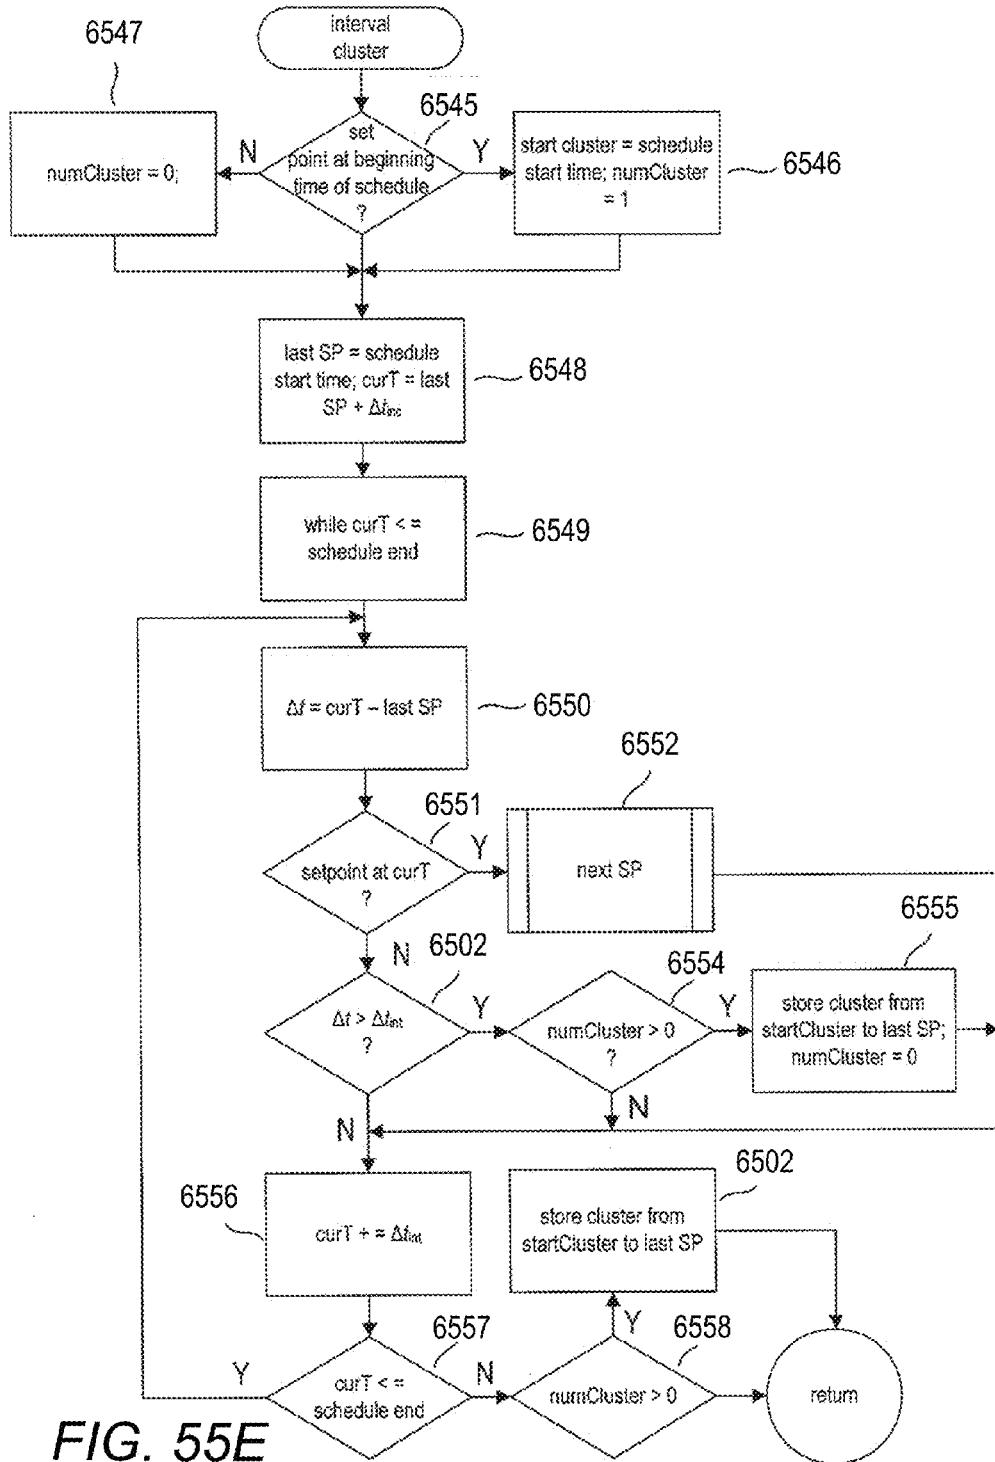 interval
cluster
6547
6545
set
point at beginning
time of schedule
?
N
Y
numCluster = 0;
start cluster = schedule
start time; numCluster
= 1
6546
last SP = schedule
start time; curT = last
SP + Δtinc
6548
while curT < =
schedule end
6549
Δt = curT – last SP
6550
6551
6552
setpoint at curT
?
Y
next SP
N
6502
6554
6555
Δt > Δtint
?
Y
numCluster > 0
?
Y
store cluster from
startCluster to last SP;
numCluster = 0
N
N
6556
curT + = Δtint
6502
store cluster from
startCluster to last SP
6557
Y
6558
Y
curT < =
schedule end
N
numCluster > 0
return
FIG. 55E